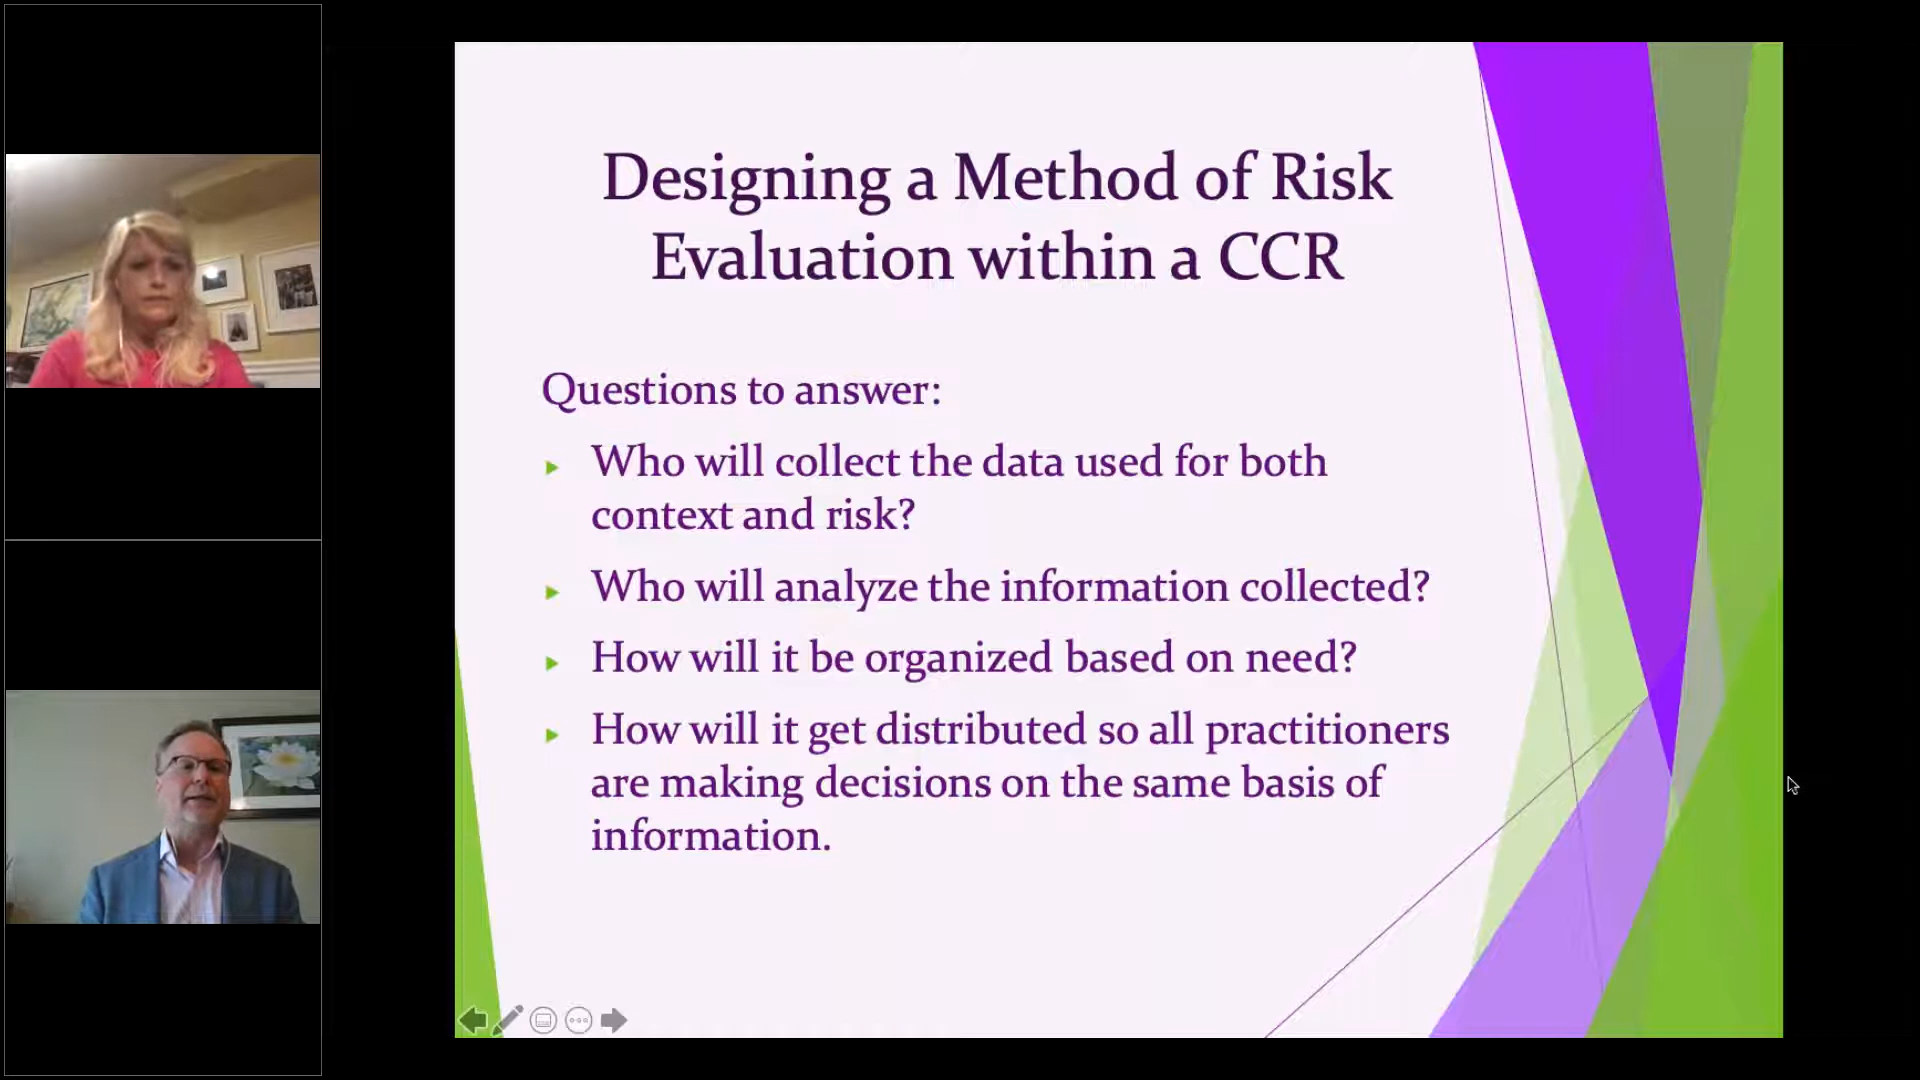 Designing a Method of Risk
Evaluation within a CCR
Questions to answer:
Who will collect the data used for both
context and risk?
Who will analyze the information collected?
How will it be organized based on need?
How will it get distributed so all practitioners
are making decisions on the same basis of
information.